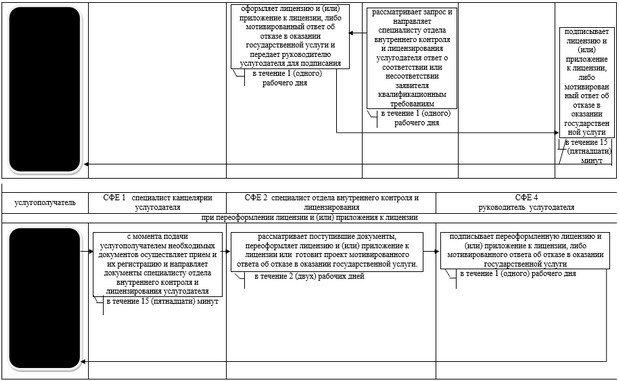 оформляет лицензию и (или)
приложение к лицензии, либо
мотивированный ответ об
отказе в оказании
государственной услуги и
передает руководителю
услугодателя для подписания
в течение 1 (одного)
рабочего дня
рассматривает запрос и
направляет
специалисту отдела
внутреннего контроля
и лицензирования
услугодателя ответ о
соответствии или
несоответствии
заявителя
квалификационным
требованиям
в течение 1 (одного)
рабочего дня
подписывает
лицензию и
(или)
приложение
к лицензии,
либо
мотивирован
ный ответ об
отказе в
оказании
государствен
ной услуги
в течение 15
(пятнадцати)
минут
услугополучатель
СФЕ 1 специалист канцелярии
услугодателя
СФЕ 2 специалист отдела внутреннего контроля и
лицензирования
СФЕ 4
руководитель услугодателя
при переоформлении лицензии и (или) приложения к лицензии
с момента подачи
услугополучателем необходимых
документов осуществляет прием и
их регистрацию и направляет
документы специалисту отдела
внутреннего контроля и
лицензирования услугодателя
в течение 15 (пятнадцати) минут
рассматривает поступившие документы,
переоформляет лицензию и (или) приложение к
лицензии или готовит проект мотивированного
ответа об отказе в оказании государственной услуги.
в течение 2 (двух) рабочих дней
подписывает переоформленную лицензию и
(или) приложение к лицензии, либо
мотивированного ответа об отказе в оказании
государственной услуги
в течение 1 (одного) рабочего дня